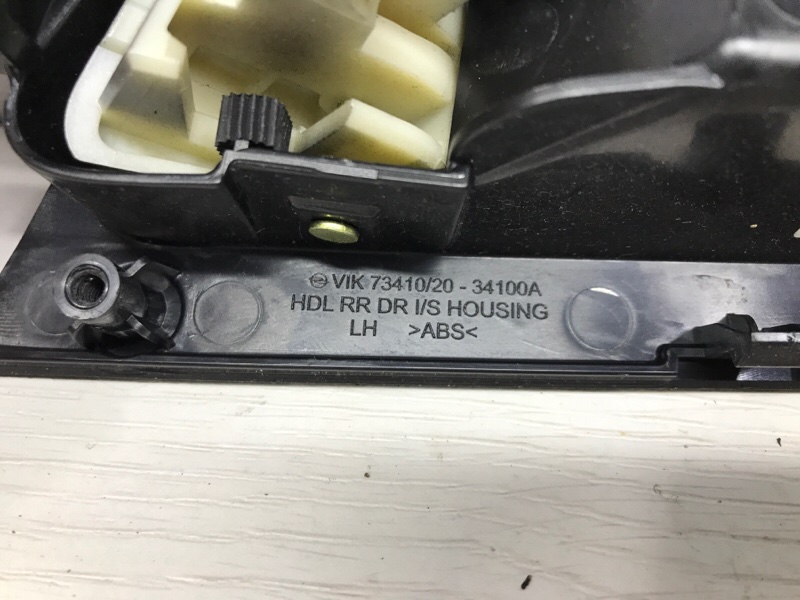 VIK 73410/20 - 34100A
HDL RR DR I/S HOUSING
LH >ABS<